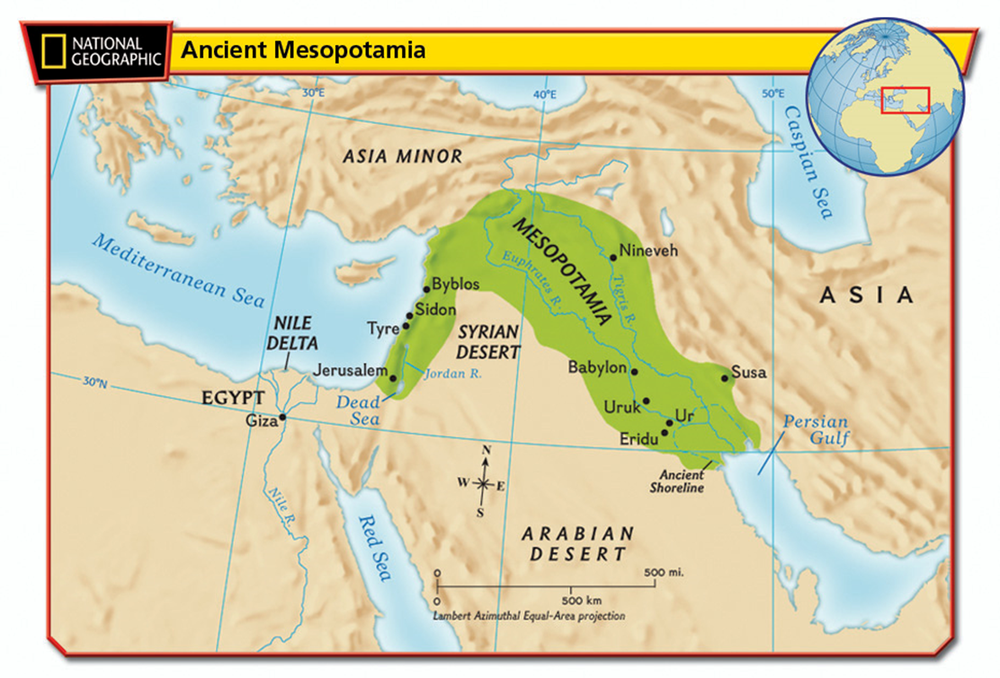 NATIONAL
GEOGRAPHIC
Ancient Mesopotamia
30°E
40°E
50°E
Caspian Sea
ASIA MINOR
Mediterranean Sea
MESOPOTAMIA
Nineveh
Euphrates R.
Tigris R.
Byblos
ASIA
Sidon
Tyre
NILE
DELTA
SYRIAN
DESERT
Jerusalem
Jordan R.
Babylon
Susa
30°N
EGYPT
Dead
Sea
Giza
Uruk
Ur
Eridu
Persian
Gulf
Ancient
Shoreline
N
W
E
S
Nile R.
Red Sea
ARABIAN
DESERT
0
500 mi.
0
500 km
Lambert Azimuthal Equal-Area projection